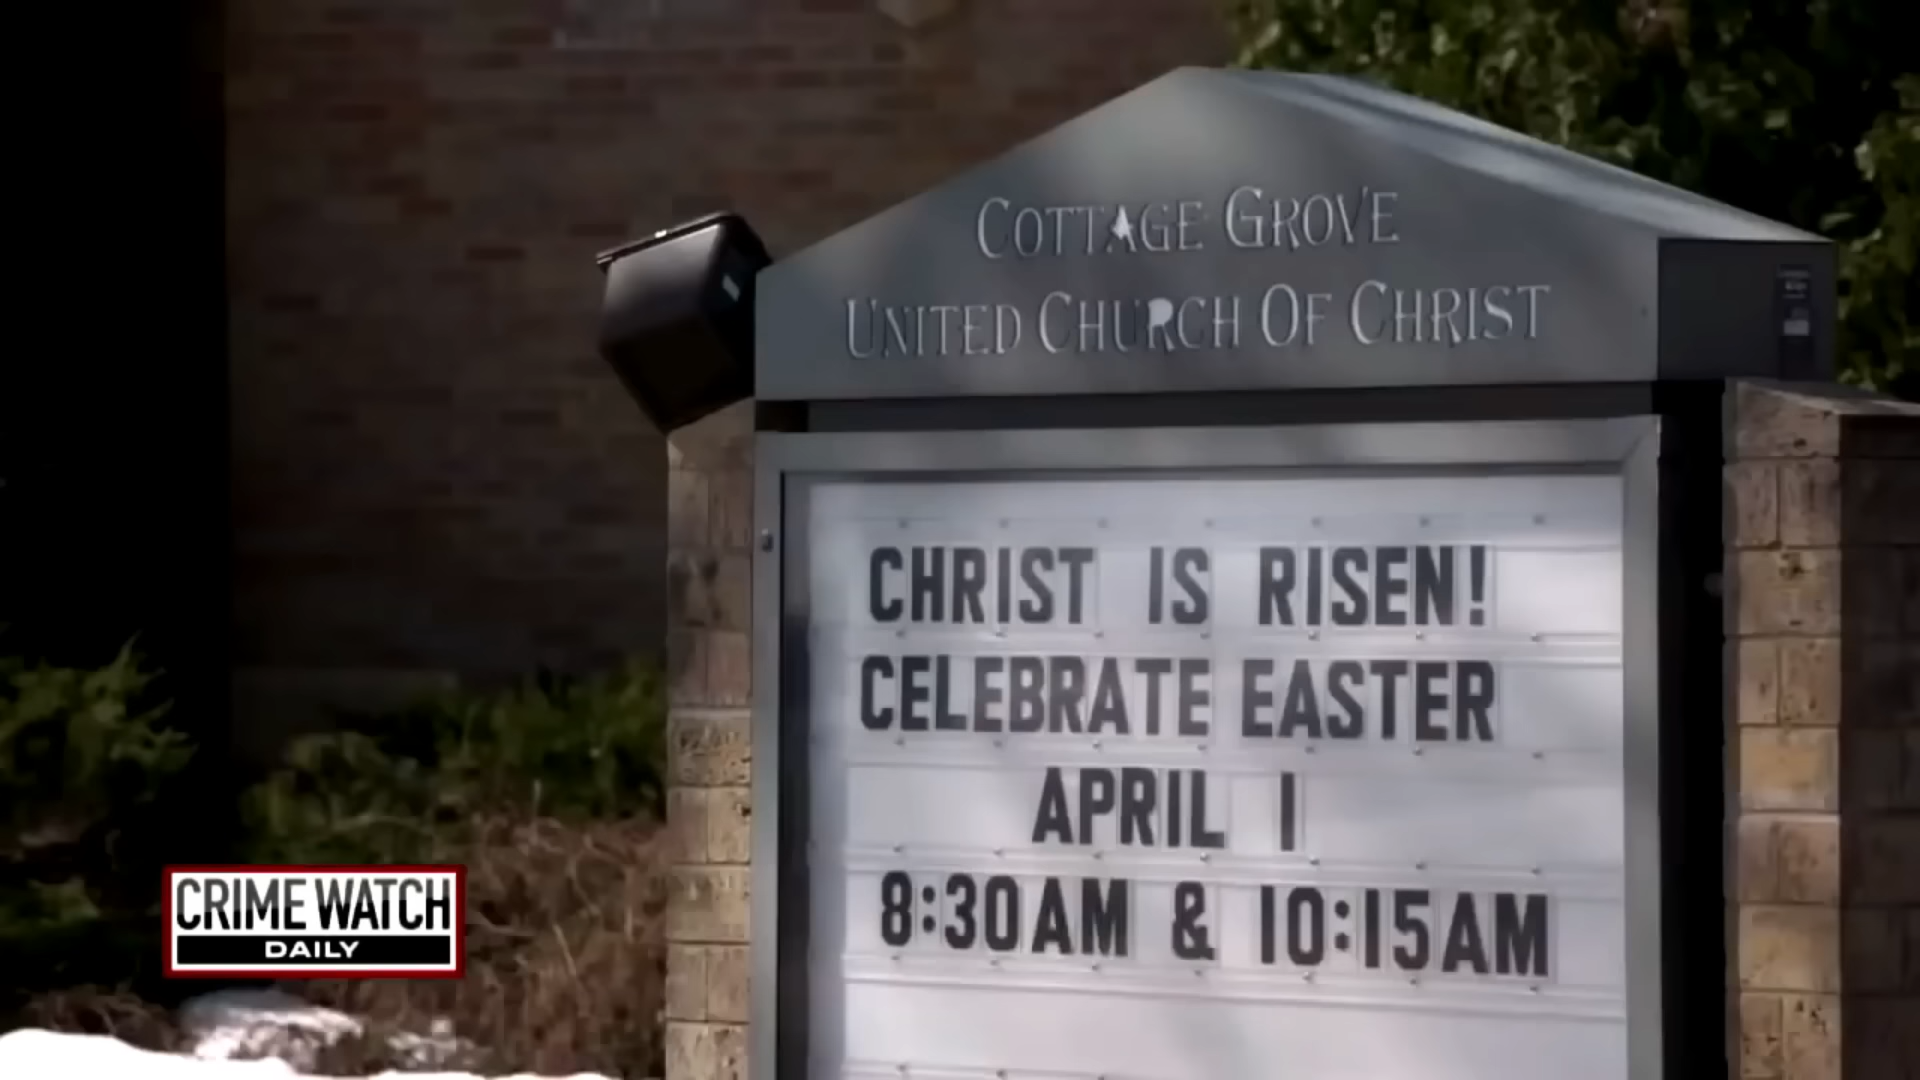 COTTAGE GROVE
UNITED CHURCH OF CHRIST
CHRIST IS RISEN!
CELEBRATE EASTER
APRIL 1
8:30AM & 10:15AM
CRIME WATCH
DAILY